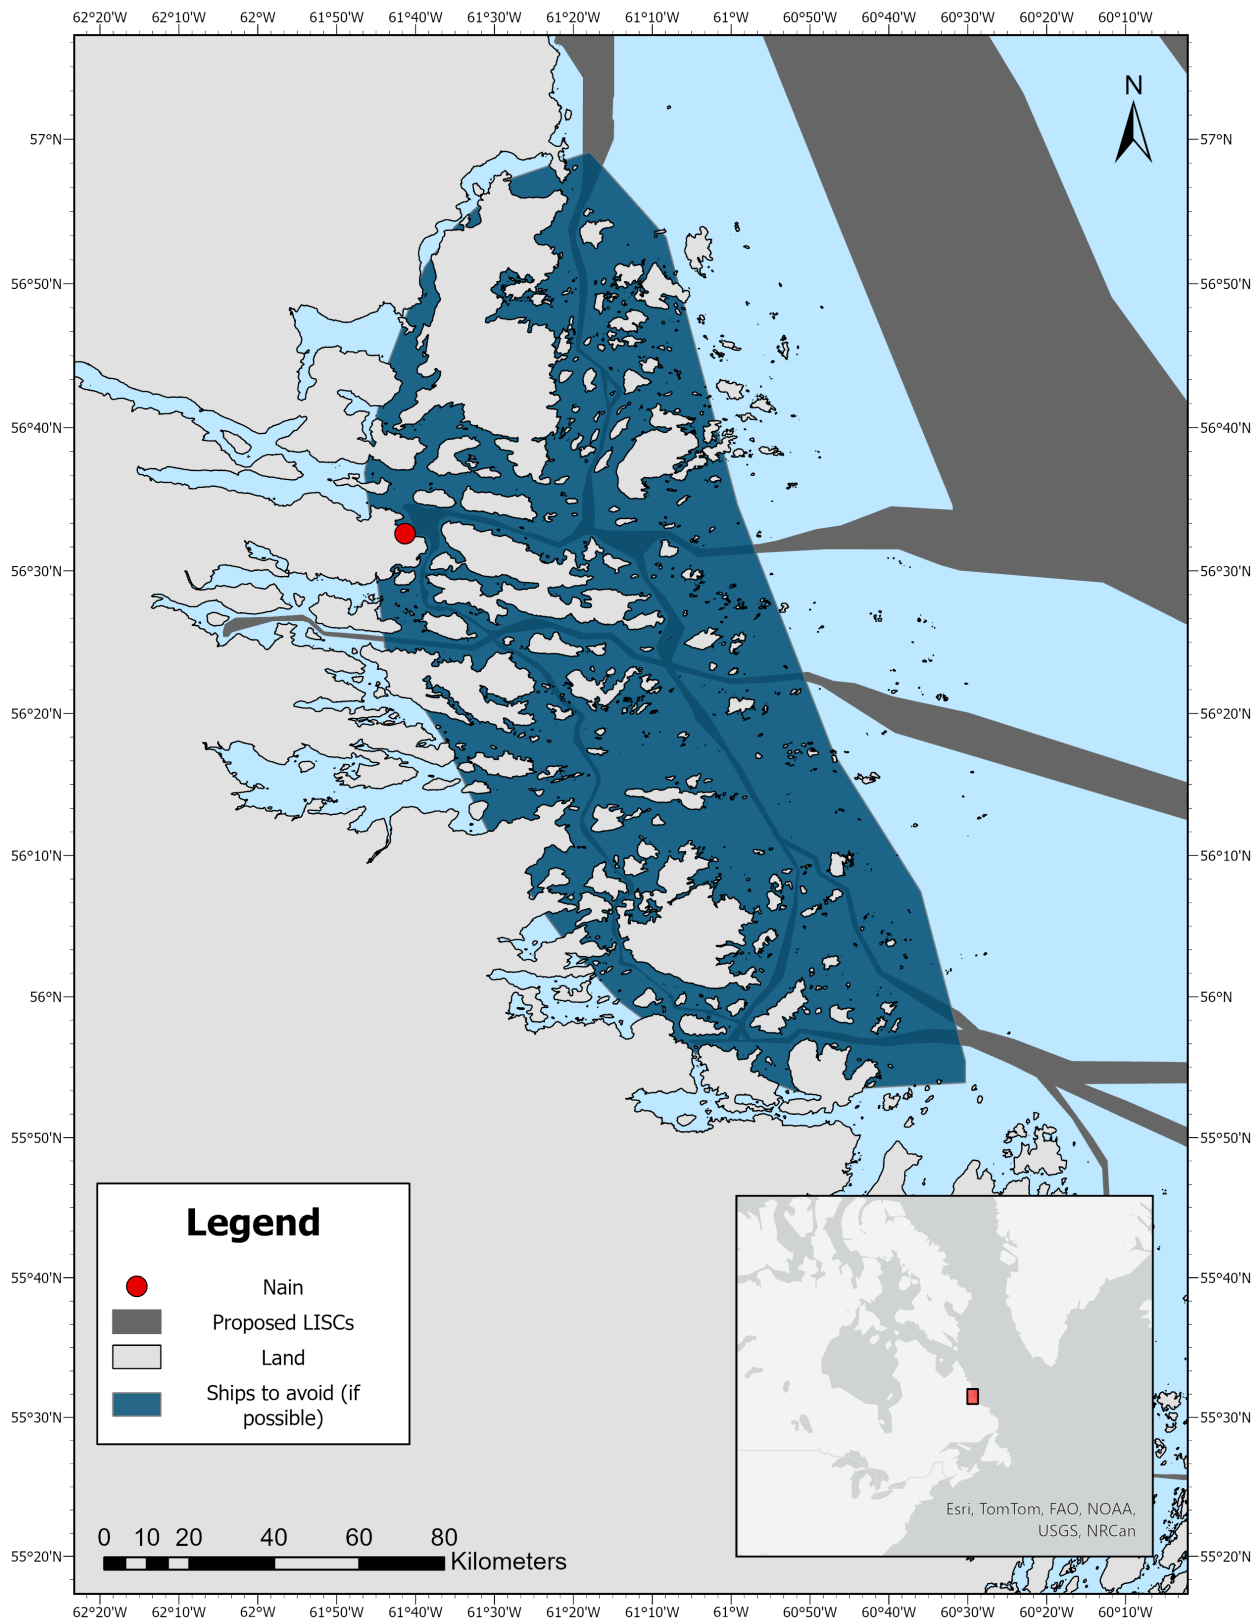 62°20'W 62°10'W 62°W 61°50'W 61°40'W 61°30'W 61°20'W 61°10'W 61°W 60°50'W 60°40'W 60°30'W 60°20'W 60°10'W
N
57°N 57°N
56°50'N 56°50'N
56°40'N 56°40'N
56°30'N 56°30'N
56°20'N 56°20'N
56°10'N 56°10'N
56°N 56°N
55°50'N 55°50'N
Legend
Nain
Proposed LISCs
Land
Ships to avoid (if
possible)
55°40'N 55°40'N
55°30'N 55°30'N
Esri, TomTom, FAO, NOAA,
USGS, NRCan
0 10 20 40 60 80
Kilometers
55°20'N 55°20'N
62°20'W 62°10'W 62°W 61°50'W 61°40'W 61°30'W 61°20'W 61°10'W 61°W 60°50'W 60°40'W 60°30'W 60°20'W 60°10'W